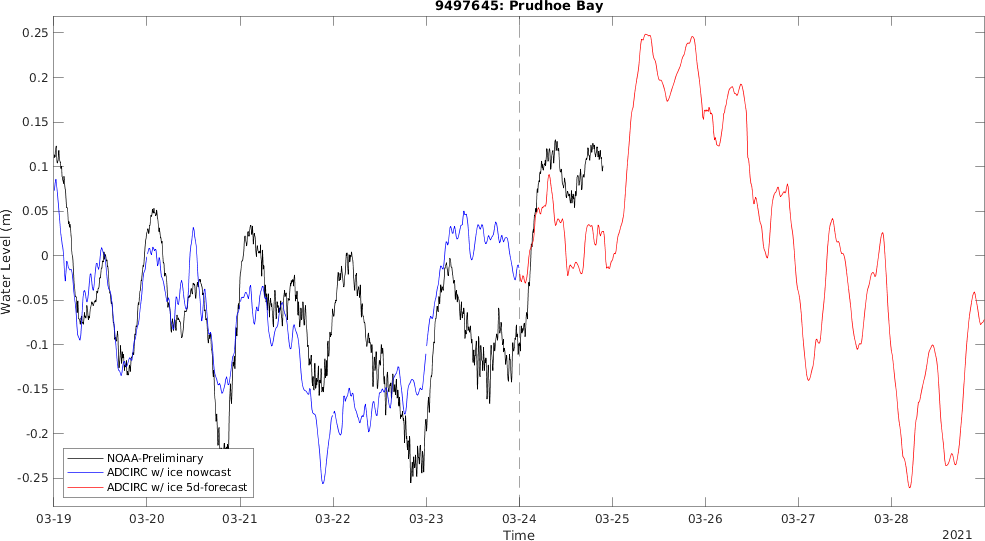 9497645: Prudhoe Bay
0.25
0.2
0.15
0.1
0.05
0
-0.05
-0.1
-0.15
-0.2
-0.25
Water Level (m)
NOAA-Preliminary
ADCIRC w/ ice nowcast
ADCIRC w/ ice 5d-forecast
03-19 03-20 03-21 03-22 03-23 03-24 03-25 03-26 03-27 03-28
Time
2021